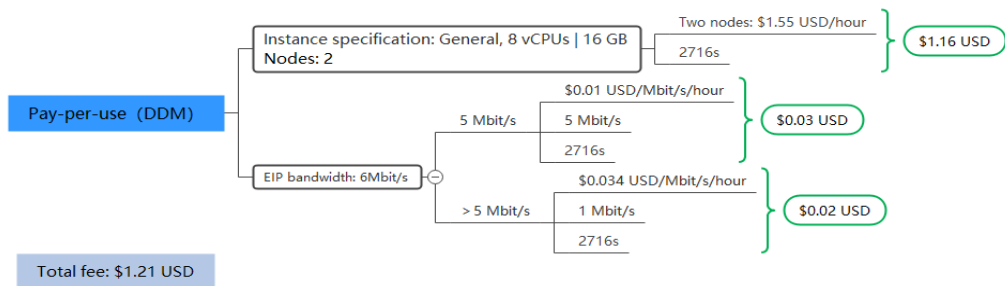 Pay-per-use（DDM）
Instance specification: General, 8 vCPUs | 16 GB
Nodes: 2
Two nodes: $1.55 USD/hour
2716s
$1.16 USD
EIP bandwidth: 6Mbit/s
5 Mbit/s
$0.01 USD/Mbit/s/hour
5 Mbit/s
2716s
$0.03 USD
> 5 Mbit/s
$0.034 USD/Mbit/s/hour
1 Mbit/s
2716s
$0.02 USD
Total fee: $1.21 USD